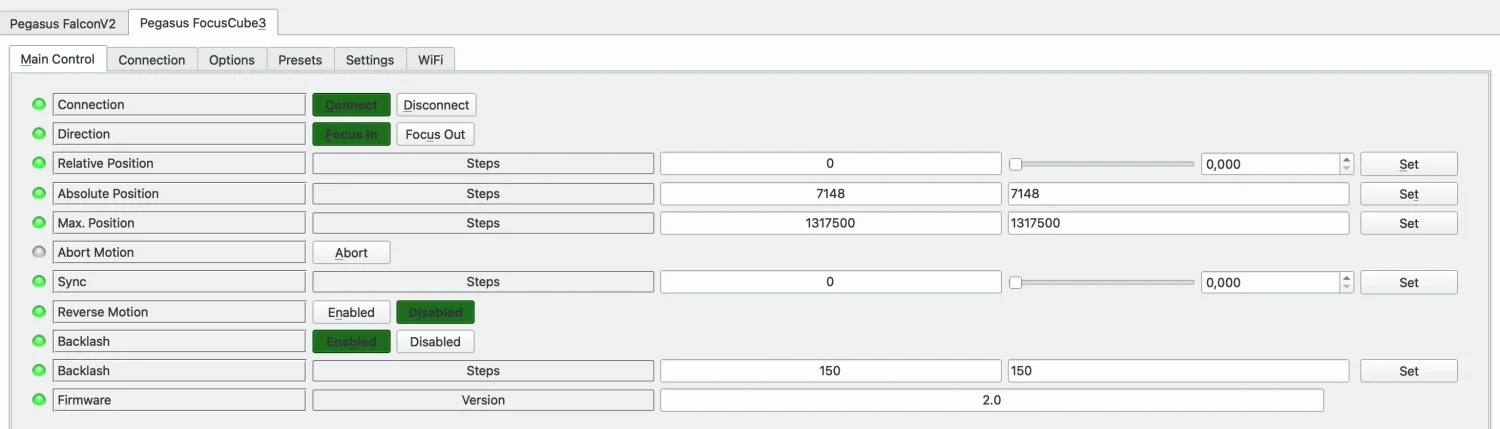 Pegasus FalconV2 Pegasus FocusCube3
Main Control Connection Options Presets Settings WiFi
Connection Connect Disconnect
Direction Focus In Focus Out
Relative Position Steps 0 0,000 Set
Absolute Position Steps 7148 7148 Set
Max. Position Steps 1317500 1317500 Set
Abort Motion Abort
Sync Steps 0 0,000 Set
Reverse Motion Enabled Disabled
Backlash Enabled Disabled
Backlash Steps 150 150 Set
Firmware Version 2.0